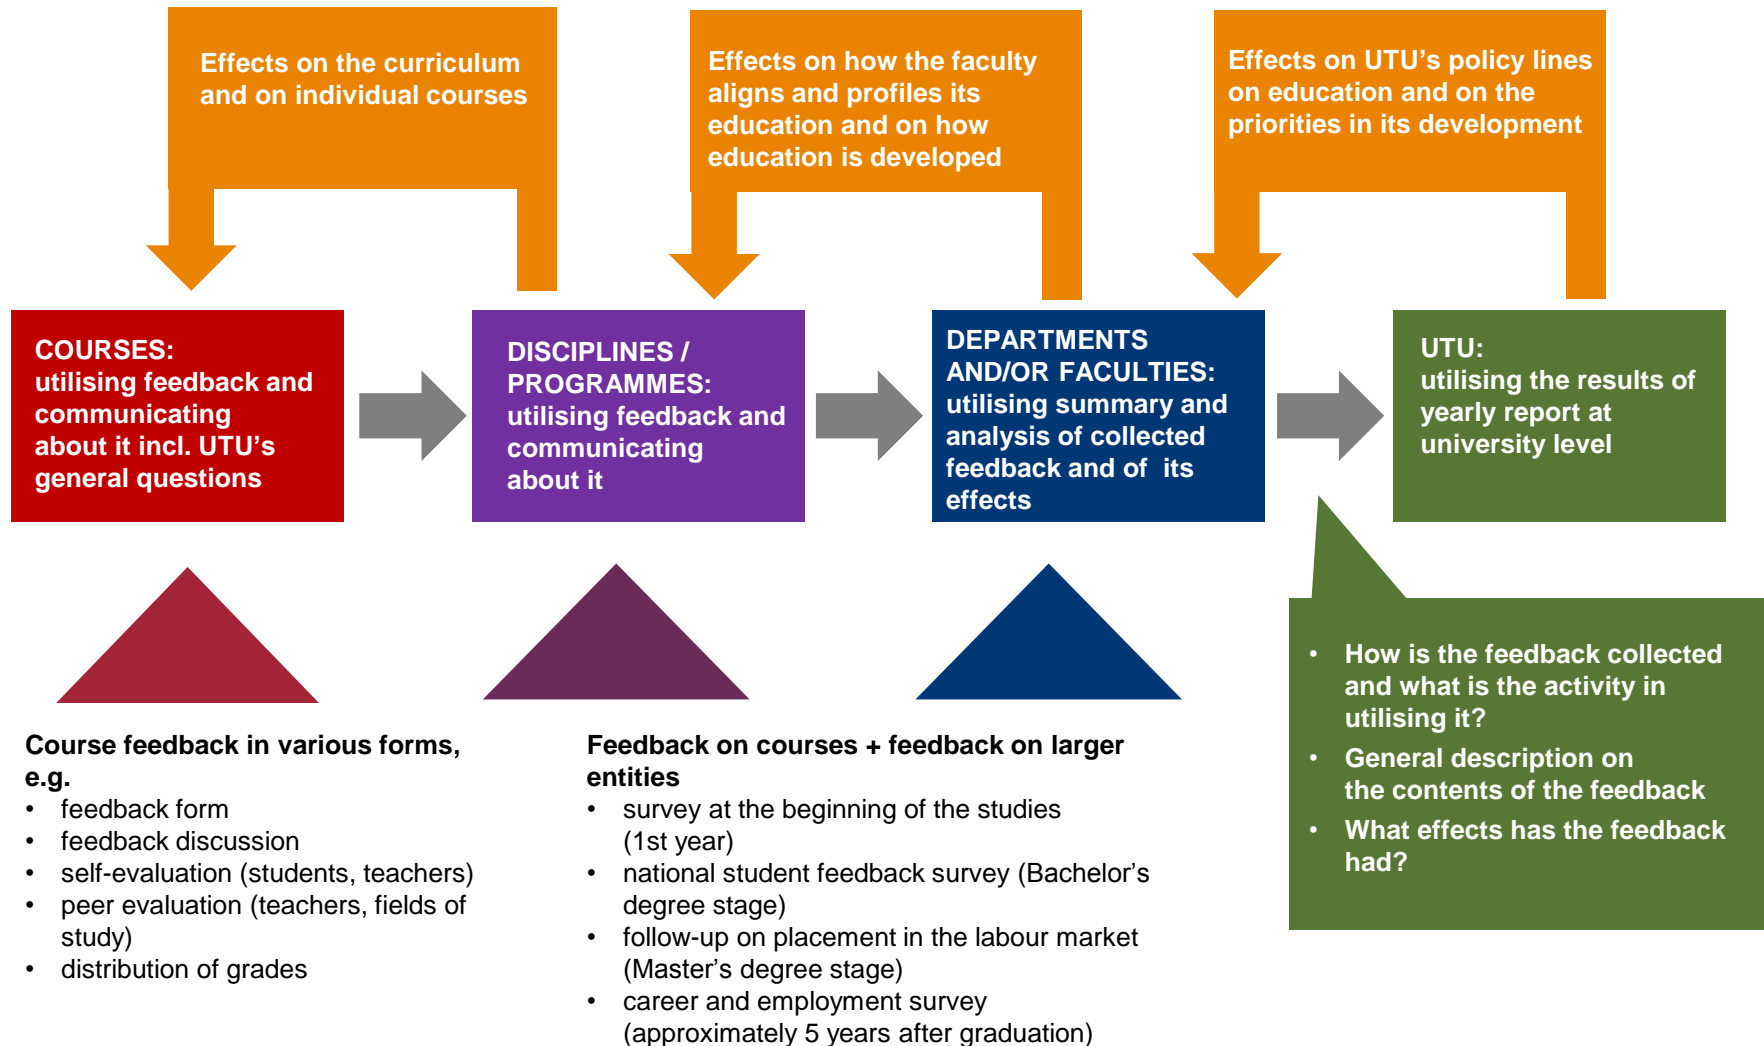 Effects on the curriculum
and on individual courses
Effects on how the faculty
aligns and profiles its
education and on how
education is developed
Effects on UTU's policy lines
on education and on the
priorities in its development
COURSES:
utilising feedback and
communicating
about it incl. UTU's
general questions
DISCIPLINES /
PROGRAMMES:
utilising feedback and
communicating
about it
DEPARTMENTS
AND/OR FACULTIES:
utilising summary and
analysis of collected
feedback and of its
effects
UTU:
utilising the results of
yearly report at
university level
• How is the feedback collected
and what is the activity in
utilising it?
• General description on
the contents of the feedback
• What effects has the feedback
had?
Course feedback in various forms,
e.g.
• feedback form
• feedback discussion
• self-evaluation (students, teachers)
• peer evaluation (teachers, fields of
study)
• distribution of grades
Feedback on courses + feedback on larger
entities
• survey at the beginning of the studies
(1st year)
• national student feedback survey (Bachelor's
degree stage)
• follow-up on placement in the labour market
(Master's degree stage)
• career and employment survey
(approximately 5 years after graduation)